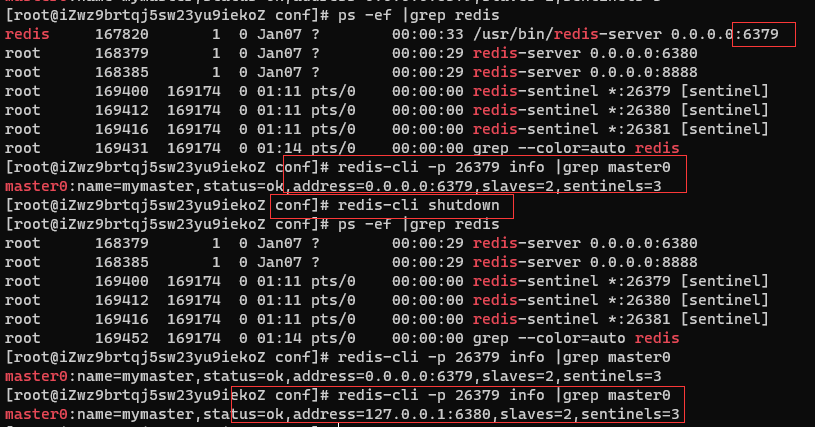 master0:name=mymaster,status=ok,address=0.0.0.0:6379,slaves=2,sentinels=3
[root@iZwz9brtqj5sw23yu9iekoZ conf]# ps -ef |grep redis
redis 167820 1 0 Jan07 ? 00:00:33 /usr/bin/redis-server 0.0.0.0:6379
root 168379 1 0 Jan07 ? 00:00:29 redis-server 0.0.0.0:6380
root 168385 1 0 Jan07 ? 00:00:29 redis-server 0.0.0.0:8888
root 169400 169174 0 01:11 pts/0 00:00:00 redis-sentinel *:26379 [sentinel]
root 169412 169174 0 01:11 pts/0 00:00:00 redis-sentinel *:26380 [sentinel]
root 169416 169174 0 01:11 pts/0 00:00:00 redis-sentinel *:26381 [sentinel]
root 169431 169174 0 01:14 pts/0 00:00:00 grep --color=auto redis
[root@iZwz9brtqj5sw23yu9iekoZ conf]# redis-cli -p 26379 info |grep master0
master0:name=mymaster,status=ok,address=0.0.0.0:6379,slaves=2,sentinels=3
[root@iZwz9brtqj5sw23yu9iekoZ conf]# redis-cli shutdown
[root@iZwz9brtqj5sw23yu9iekoZ conf]# ps -ef |grep redis
root 168379 1 0 Jan07 ? 00:00:29 redis-server 0.0.0.0:6380
root 168385 1 0 Jan07 ? 00:00:29 redis-server 0.0.0.0:8888
root 169400 169174 0 01:11 pts/0 00:00:00 redis-sentinel *:26379 [sentinel]
root 169412 169174 0 01:11 pts/0 00:00:00 redis-sentinel *:26380 [sentinel]
root 169416 169174 0 01:11 pts/0 00:00:00 redis-sentinel *:26381 [sentinel]
root 169452 169174 0 01:14 pts/0 00:00:00 grep --color=auto redis
[root@iZwz9brtqj5sw23yu9iekoZ conf]# redis-cli -p 26379 info |grep master0
master0:name=mymaster,status=ok,address=0.0.0.0:6379,slaves=2,sentinels=3
[root@iZwz9brtqj5sw23yu9iekoZ conf]# redis-cli -p 26379 info |grep master0
master0:name=mymaster,status=ok,address=127.0.0.1:6380,slaves=2,sentinels=3